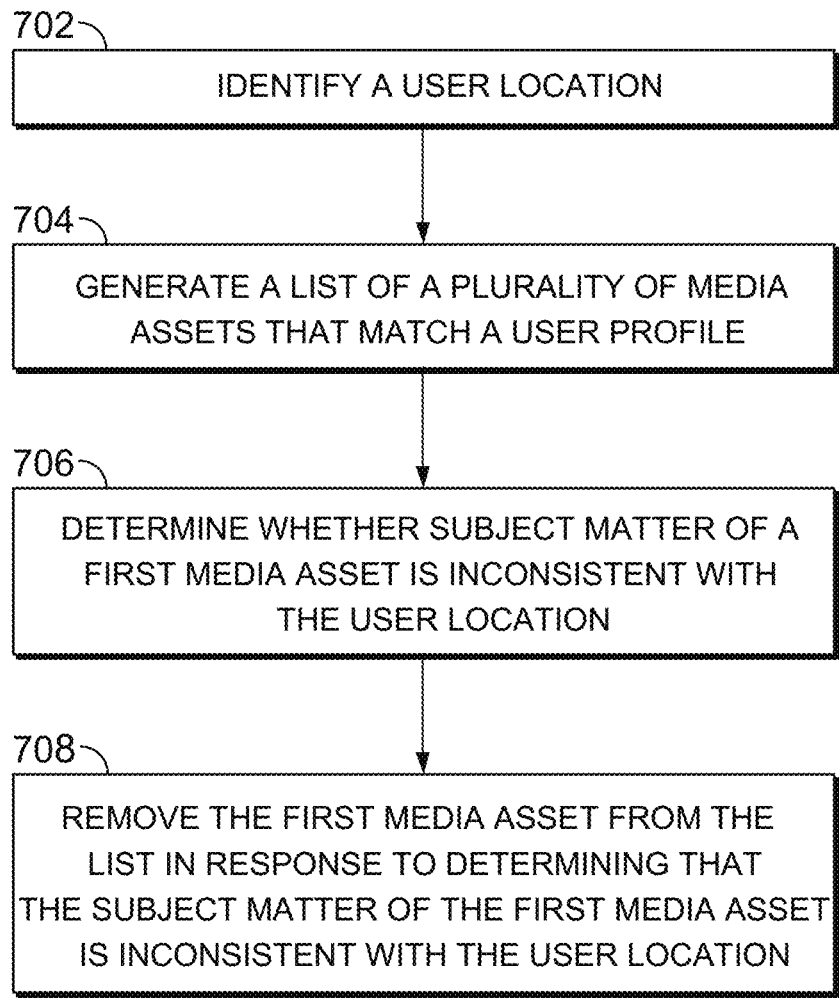 702
IDENTIFY A USER LOCATION
704
GENERATE A LIST OF A PLURALITY OF MEDIA
ASSETS THAT MATCH A USER PROFILE
706
DETERMINE WHETHER SUBJECT MATTER OF A
FIRST MEDIA ASSET IS INCONSISTENT WITH
THE USER LOCATION
708
REMOVE THE FIRST MEDIA ASSET FROM THE
LIST IN RESPONSE TO DETERMINING THAT
THE SUBJECT MATTER OF THE FIRST MEDIA ASSET
IS INCONSISTENT WITH THE USER LOCATION